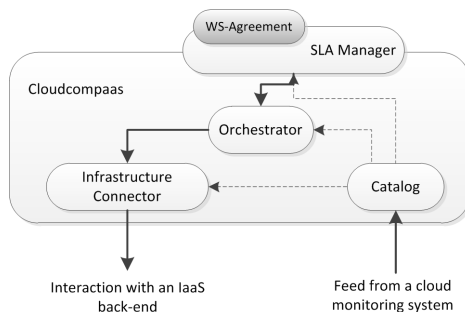 WS-Agreement
SLA Manager
Cloudcompaas
Orchestrator
Infrastructure
Connector
Catalog
Interaction with an IaaS
back-end
Feed from a cloud
monitoring system